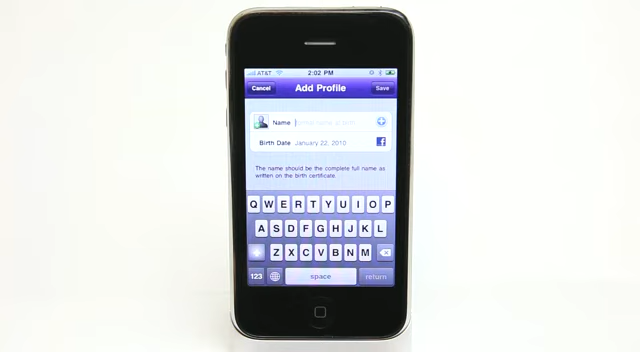 AT&T 2:02 PM
Cancel Add Profile Save
Name
Birth Date January 22, 2010
The name should be the complete full name as
written on the birth certificate.
Q W E R T Y U I O P
A S D F G H J K L
Z X C V B N M
123 space return